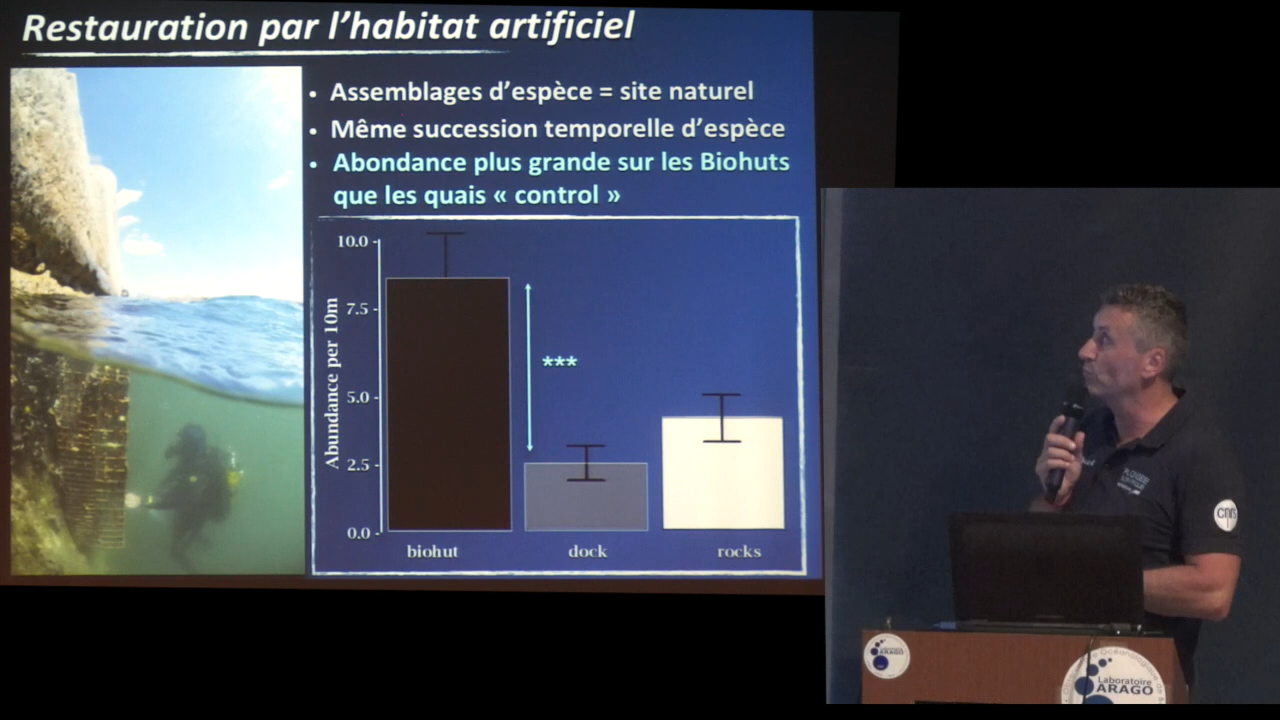 Restauration par l’habitat artificiel
• Assemblages d’espèce = site naturel
• Même succession temporelle d’espèce
• Abondance plus grande sur les Biohuts
que les quais « control »
Abundance per 10m
10.0
7.5
5.0
2.5
0.0
***
biohut
dock
rocks
cnrs
ARAGO
Laboratoire
ARAGO